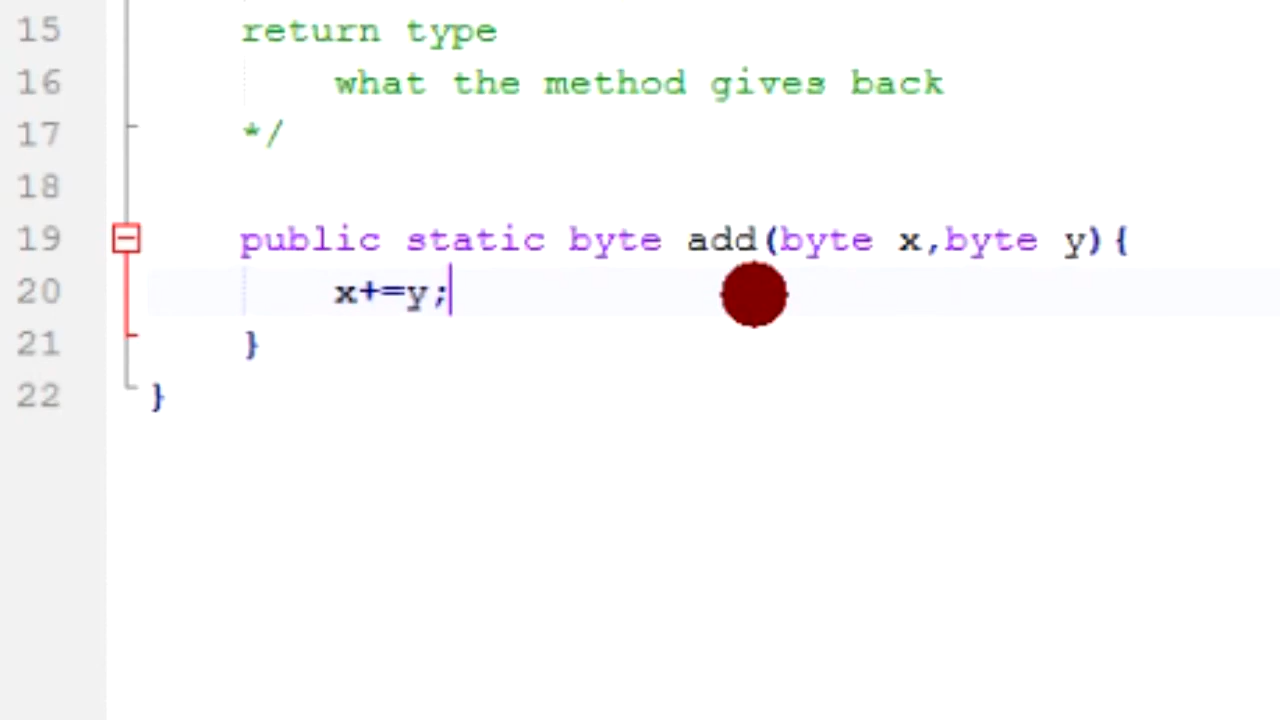 15 return type
16 what the method gives back
17 */
18
19 public static byte add(byte x,byte y){
20 x+=y;
21 }
22 }